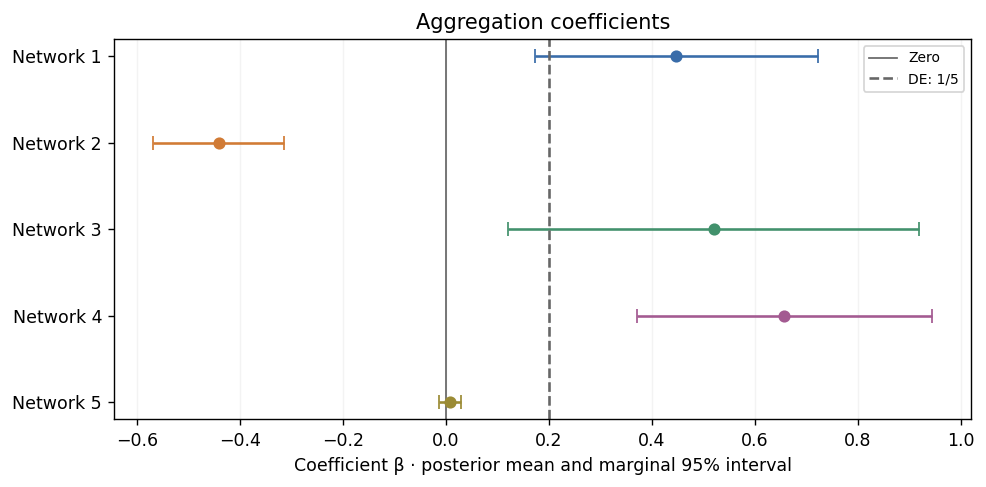 Aggregation coefficients
Network 1
Network 2
Network 3
Network 4
Network 5
Zero
DE: 1/5
−0.6 −0.4 −0.2 0.0 0.2 0.4 0.6 0.8 1.0
Coefficient β · posterior mean and marginal 95% interval